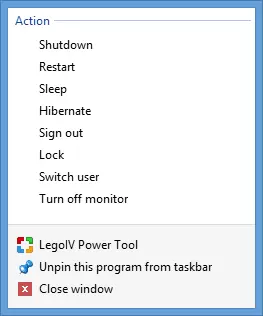 Action
Shutdown
Restart
Sleep
Hibernate
Sign out
Lock
Switch user
Turn off monitor
LegoIV Power Tool
Unpin this program from taskbar
Close window